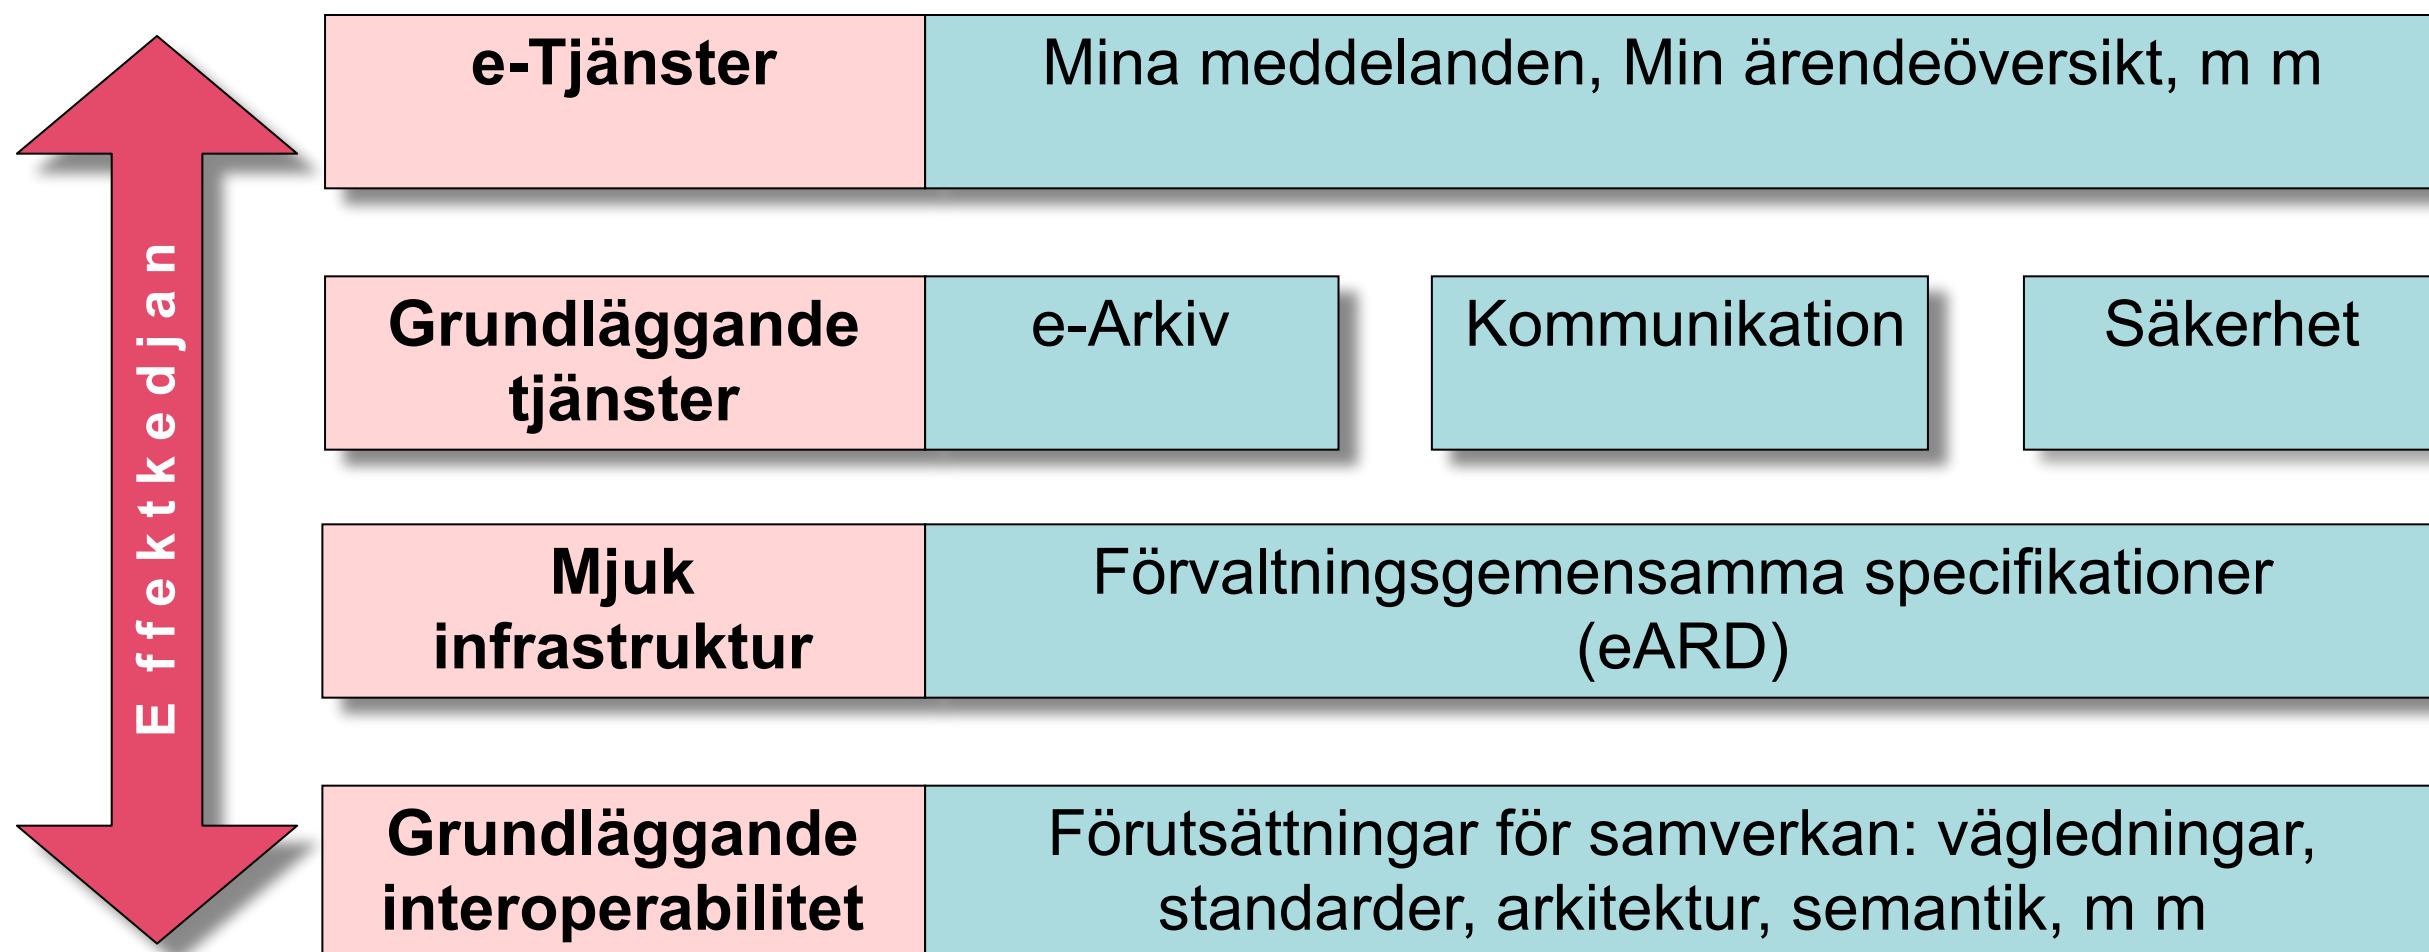 Effektkedjan
e-Tjänster
Mina meddelanden, Min ärendeöversikt, m m
Grundläggande
tjänster
e-Arkiv
Kommunikation
Säkerhet
Mjuk
infrastruktur
Förvaltningsgemensamma specifikationer
(eARD)
Grundläggande
interoperabilitet
Förutsättningar för samverkan: vägledningar,
standarder, arkitektur, semantik, m m